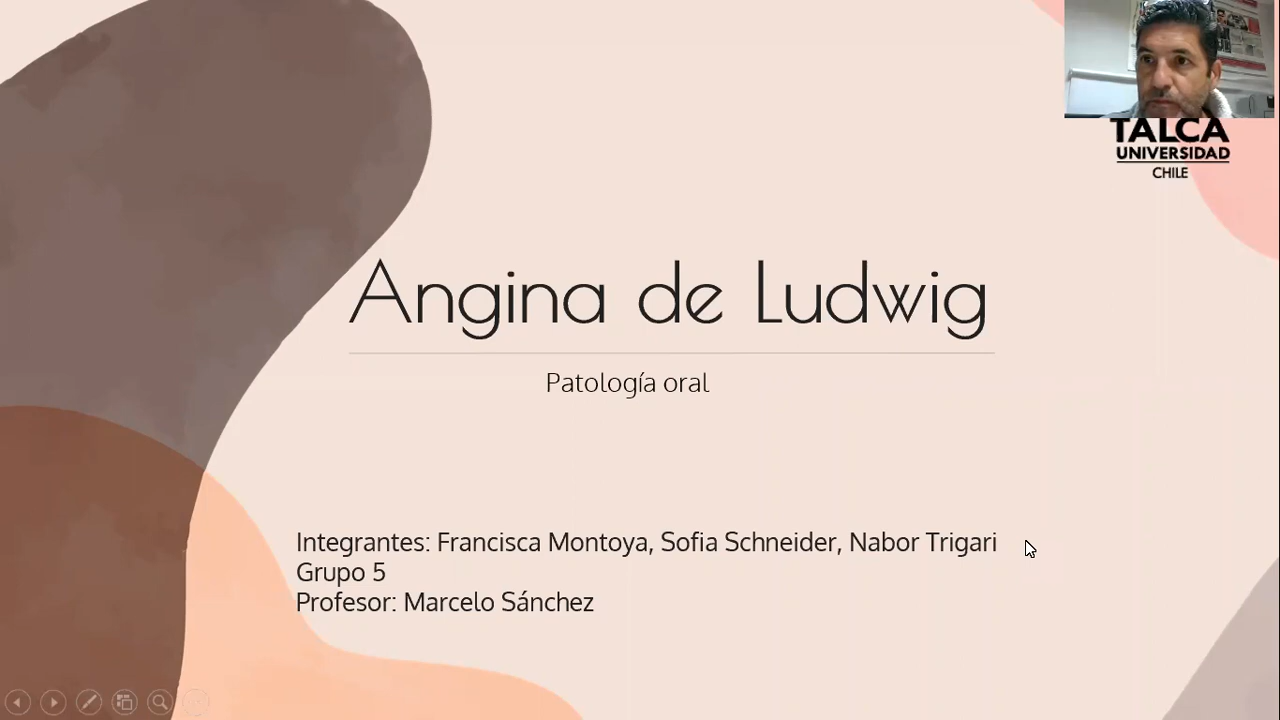 TALCA
UNIVERSIDAD
CHILE
Angina de Ludwig
Patología oral
Integrantes: Francisca Montoya, Sofia Schneider, Nabor Trigari
Grupo 5
Profesor: Marcelo Sánchez